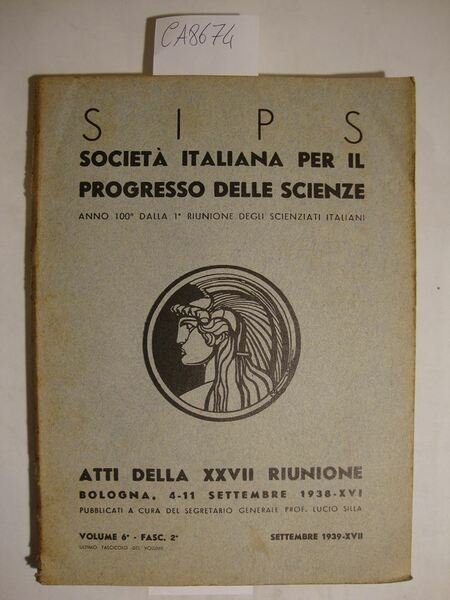 CA8674
SIPS
SOCIETÀ ITALIANA PER IL
PROGRESSO DELLE SCIENZE
ANNO 100° DALLA 1ª RIUNIONE DEGLI SCIENZIATI ITALIANI
ATTI DELLA XXVII RIUNIONE
BOLOGNA, 4-11 SETTEMBRE 1938-XVI
PUBBLICATI A CURA DEL SEGRETARIO GENERALE PROF. LUCIO SILLA
VOLUME 6° - FASC. 2° SETTEMBRE 1939-XVII
ULTIMO FASCICOLO DEL VOLUME